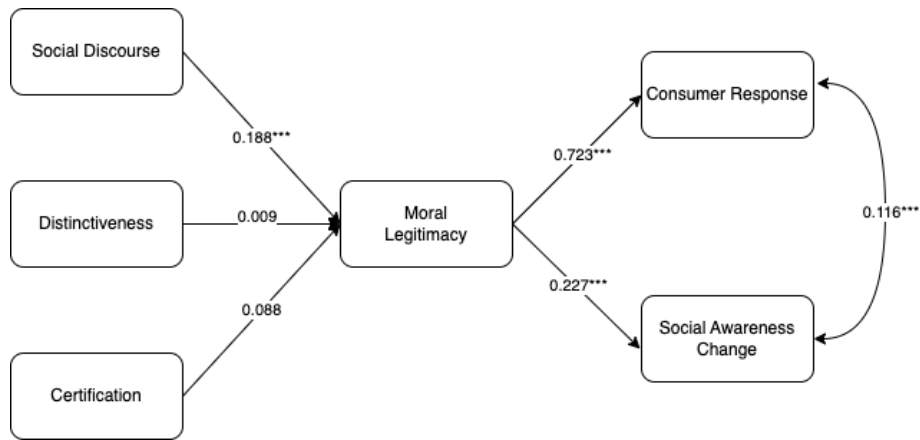 Social Discourse
Consumer Response
0.188***
0.723***
Distinctiveness
0.009
Moral
Legitimacy
0.116***
0.227***
0.088
Social Awareness
Change
Certification